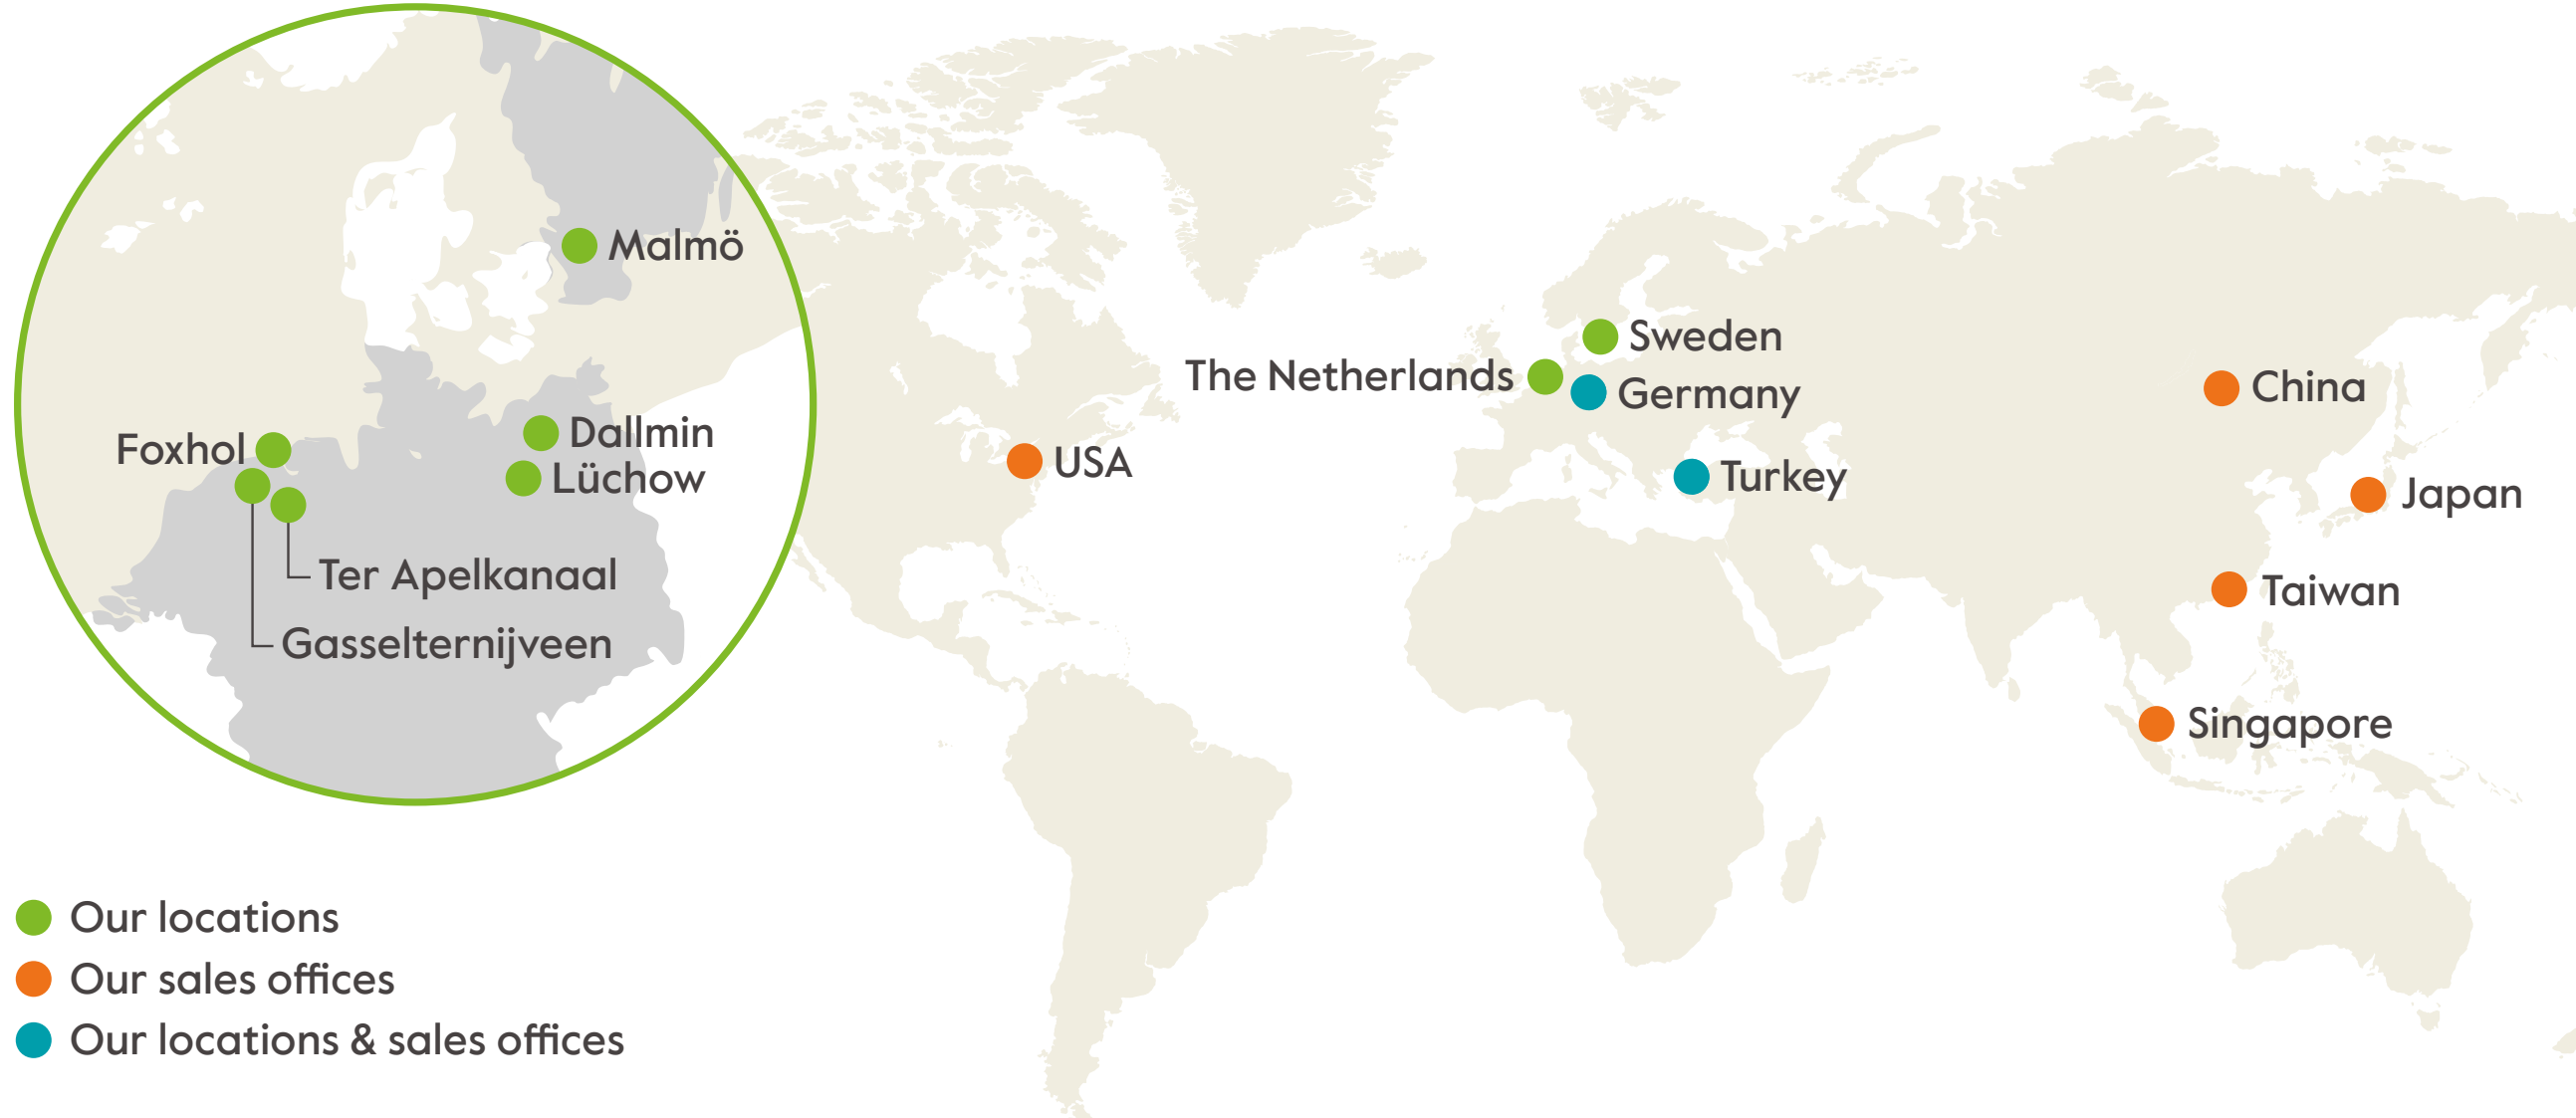 Malmö
Foxhol
Dallmin
Lüchow
Ter Apelkanaal
Gasselternijveen
Sweden
The Netherlands
Germany
China
USA
Turkey
Japan
Taiwan
Singapore
Our locations
Our sales offices
Our locations & sales offices